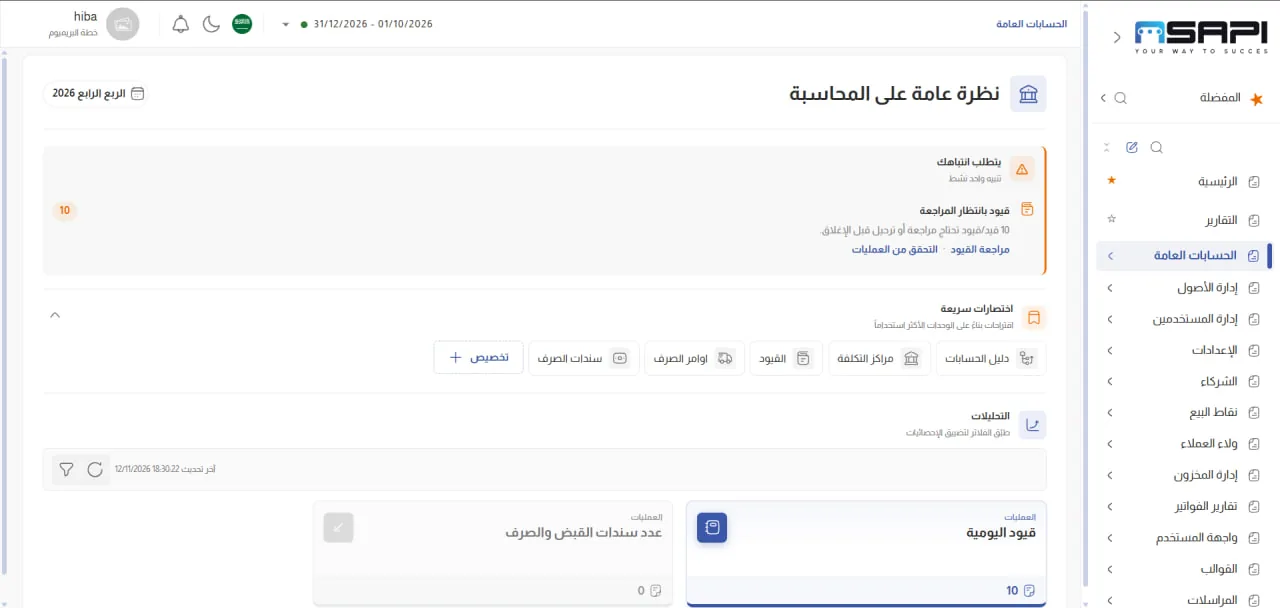 ASAPI
YOUR WAY TO SUCCES
المفضلة
الرئيسية
التقارير
الحسابات العامة
إدارة الأصول
إدارة المستخدمين
الإعدادات
الشركاء
نقاط البيع
ولاء العملاء
إدارة المخزون
تقارير الفواتير
واجهة المستخدم
القوالب
المراسلات
الحسابات العامة
31/12/2026 - 01/10/2026
hiba
خطة البريميوم
نظرة عامة على المحاسبة
الربع الرابع 2026
يتطلب انتباهك
تنبيه واحد نشط
قيود بانتظار المراجعة
10
10 قيد/قيود تحتاج مراجعة أو ترحيل قبل الإغلاق.
مراجعة القيود · التحقق من العمليات
اختصارات سريعة
اقتراحات بناءً على الوحدات الأكثر استخداماً
دليل الحسابات
مراكز التكلفة
القيود
اوامر الصرف
سندات الصرف
تخصيص +
التحليلات
طبّق الفلاتر لتضييق الإحصائيات
آخر تحديث 12/11/2026 18:30:22
العمليات
قيود اليومية
10
العمليات
عدد سندات القبض والصرف
0